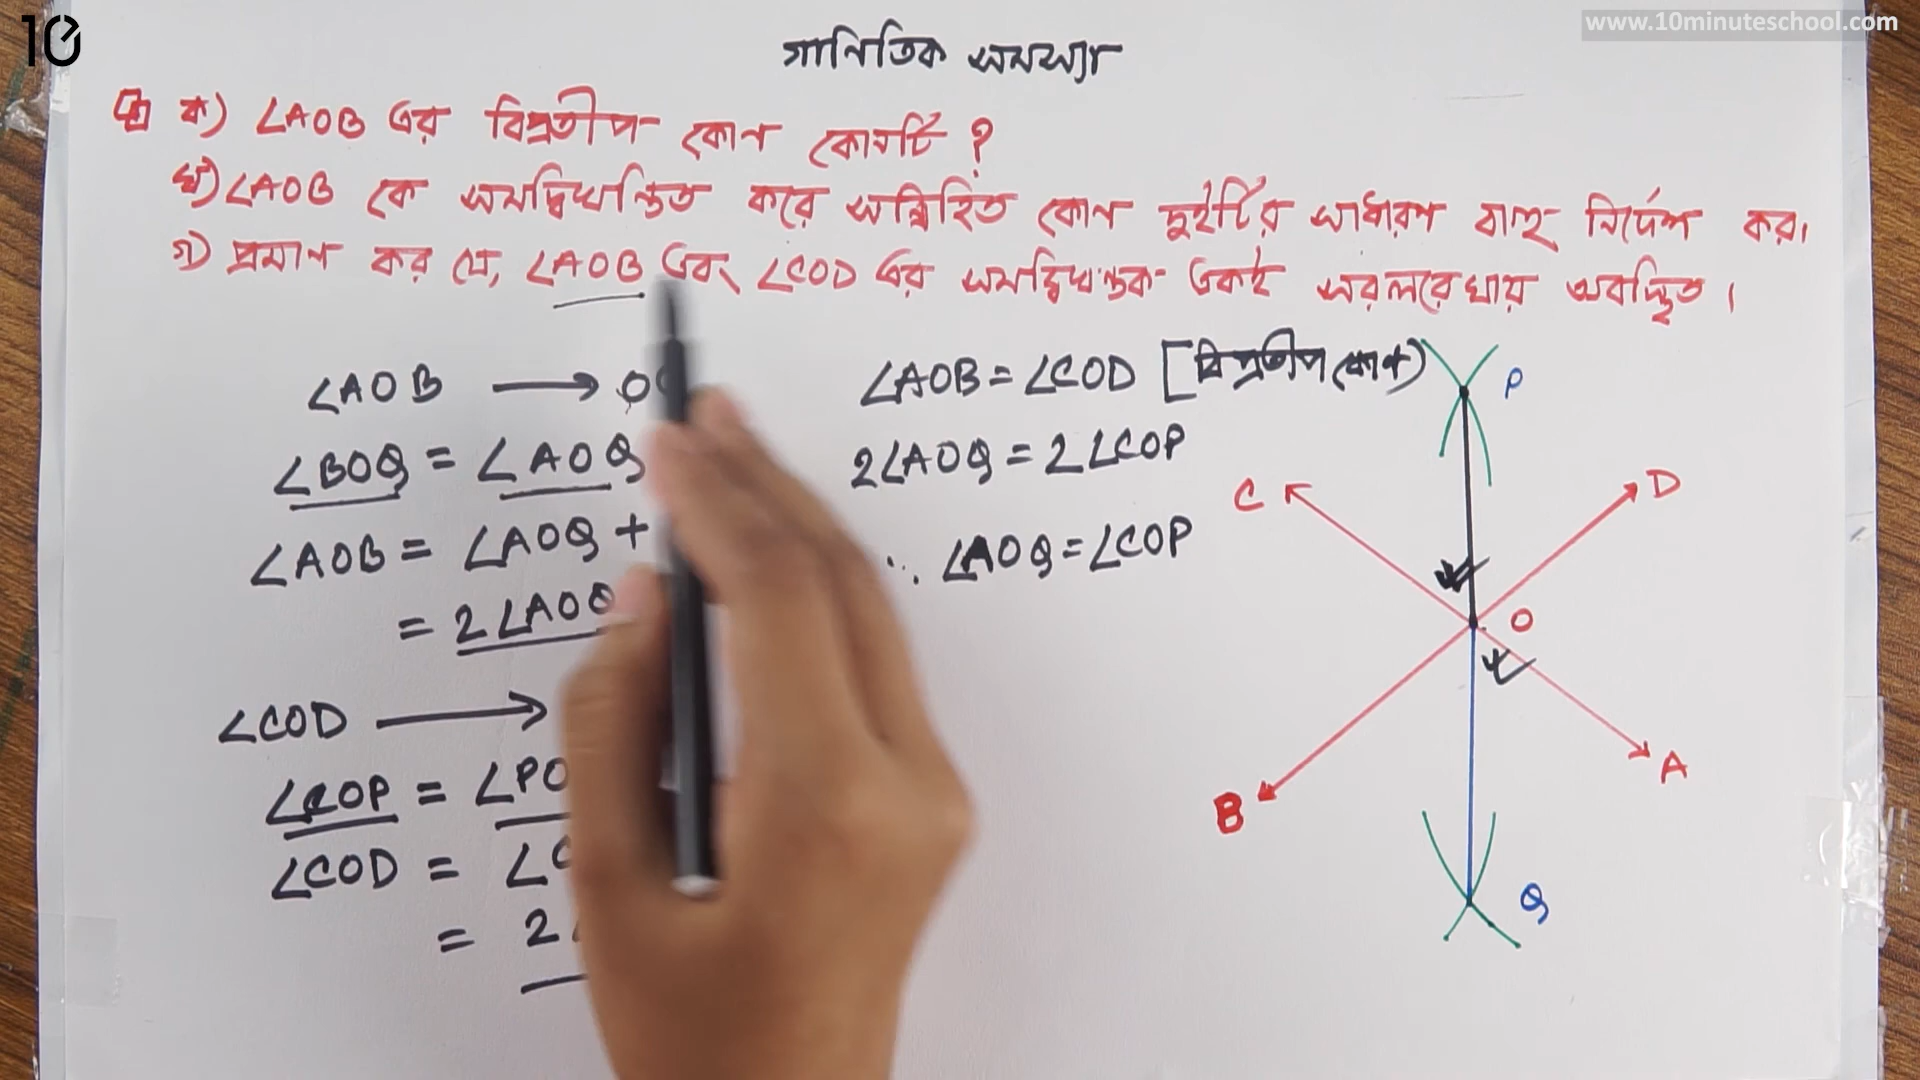 10
www.10minuteschool.com
গানিতিক সমস্যা
ক) ∠AOB এর বিপ্রতীপ কোণ কোনটি ?
খ) ∠AOB কে সমদ্বিখন্ডিত করে সন্নিহিত কোণ দুইটির সাধারণ বাহু নির্দেশ কর।
গ) প্রমাণ কর যে, ∠AOB এবং ∠COD এর সমদ্বিখন্ডক একই সরলরেখায় অবস্থিত।
∠AOB → O
∠BOQ = ∠AOQ
∠AOB = ∠AOQ +
= 2∠AOQ
∠COD →
∠COP = ∠PO
∠COD = ∠C
= 2
∠AOB = ∠COD [বিপ্রতীপ কোণ)
2∠AOQ = 2∠COP
∴ ∠AOQ = ∠COP
P
C
D
O
B
A
Q